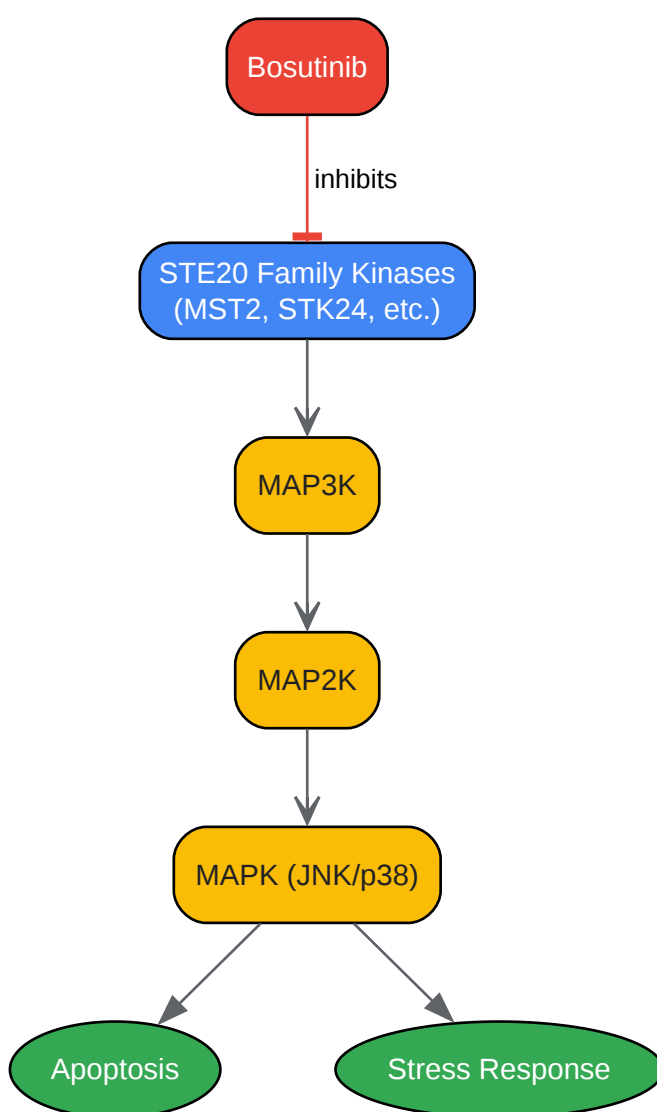 Bosutinib
inhibits
STE20 Family Kinases
(MST2, STK24, etc.)
MAP3K
MAP2K
MAPK (JNK/p38)
Apoptosis
Stress Response